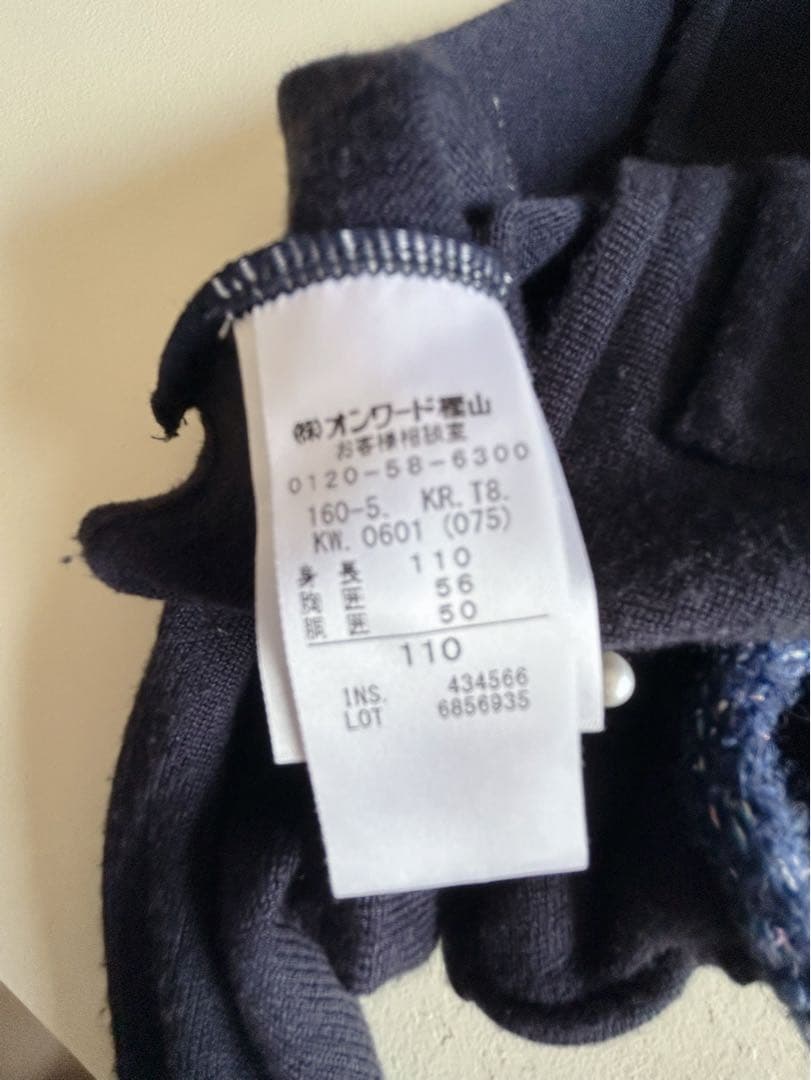 ㈱オンワード樫山
お客様相談室
0120-58-6300
160-5. KR. T8.
KW. 0601 (075)
身 長 110
胸 囲 56
胴 囲 50
110
INS. 434566
LOT 6856935